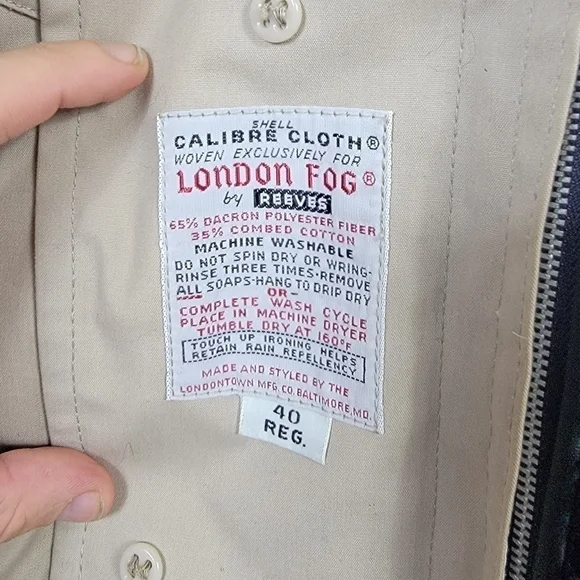 SHELL
CALIBRE CLOTH®
WOVEN EXCLUSIVELY FOR
LONDON FOG®
by REEVES
65% DACRON POLYESTER FIBER
35% COMBED COTTON
MACHINE WASHABLE
DO NOT SPIN DRY OR WRING-
RINSE THREE TIMES-REMOVE
ALL SOAPS-HANG TO DRIP DRY
-OR-
COMPLETE WASH CYCLE
PLACE IN MACHINE DRYER
TUMBLE DRY AT 160°F
TOUCH UP IRONING HELPS
RETAIN RAIN REPELLENCY
MADE AND STYLED BY THE
LONDONTOWN MFG. CO. BALTIMORE, MD.
40
REG.